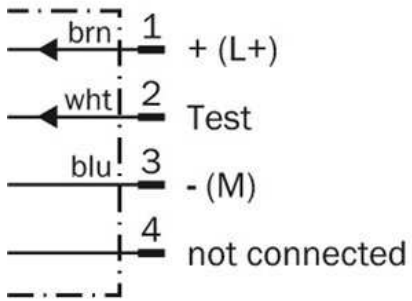 brn 1 + (L+)
wht 2 Test
blu 3 - (M)
4 not connected